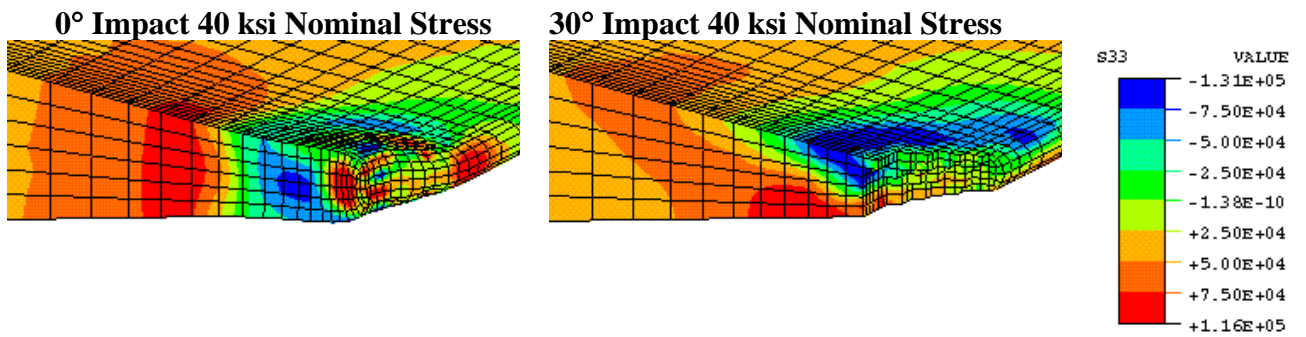 0° Impact 40 ksi Nominal Stress
30° Impact 40 ksi Nominal Stress
S33 VALUE
-1.31E+05
-7.50E+04
-5.00E+04
-2.50E+04
-1.38E-10
+2.50E+04
+5.00E+04
+7.50E+04
+1.16E+05